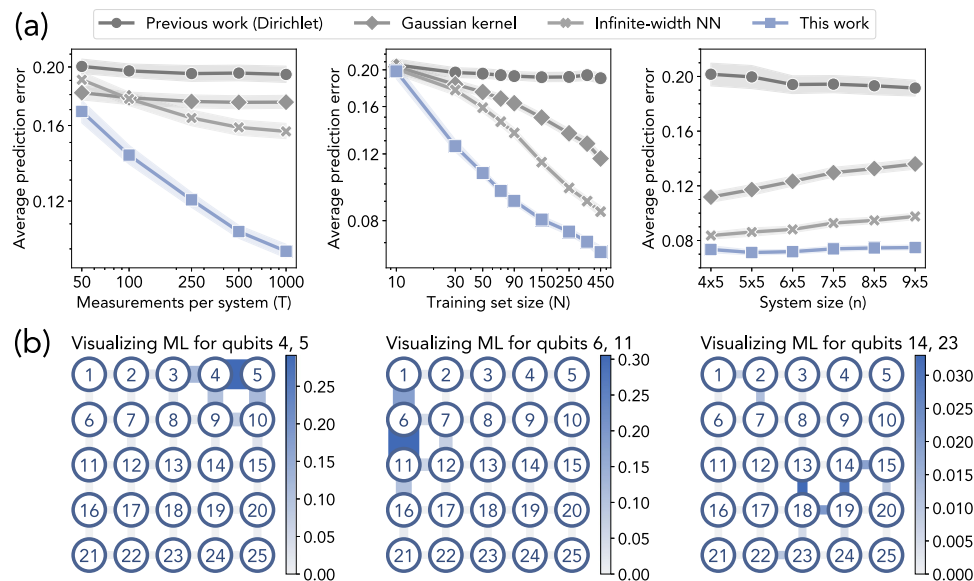 (a)
Previous work (Dirichlet) Gaussian kernel Infinite-width NN This work
Average prediction error
0.20
0.16
0.12
50 100 250 500 1000
Measurements per system (T)
Average prediction error
0.20
0.16
0.12
0.08
10 30 50 90 150 250 450
Training set size (N)
Average prediction error
0.20
0.16
0.12
0.08
4x5 5x5 6x5 7x5 8x5 9x5
System size (n)
(b)
Visualizing ML for qubits 4, 5
1 2 3 4 5
6 7 8 9 10
11 12 13 14 15
16 17 18 19 20
21 22 23 24 25
0.25
0.20
0.15
0.10
0.05
0.00
Visualizing ML for qubits 6, 11
1 2 3 4 5
6 7 8 9 10
11 12 13 14 15
16 17 18 19 20
21 22 23 24 25
0.30
0.25
0.20
0.15
0.10
0.05
0.00
Visualizing ML for qubits 14, 23
1 2 3 4 5
6 7 8 9 10
11 12 13 14 15
16 17 18 19 20
21 22 23 24 25
0.030
0.025
0.020
0.015
0.010
0.005
0.000